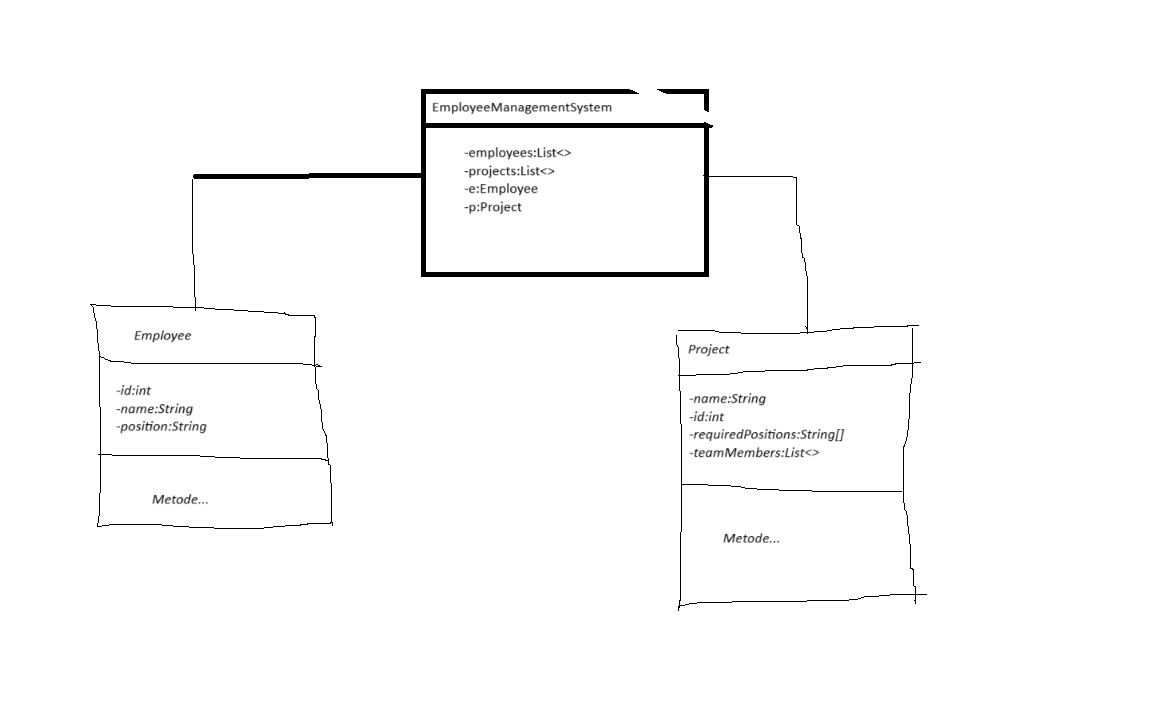 EmployeeManagementSystem
-employees:List<>
-projects:List<>
-e:Employee
-p:Project
Employee
-id:int
-name:String
-position:String
Metode...
Project
-name:String
-id:int
-requiredPositions:String[]
-teamMembers:List<>
Metode...